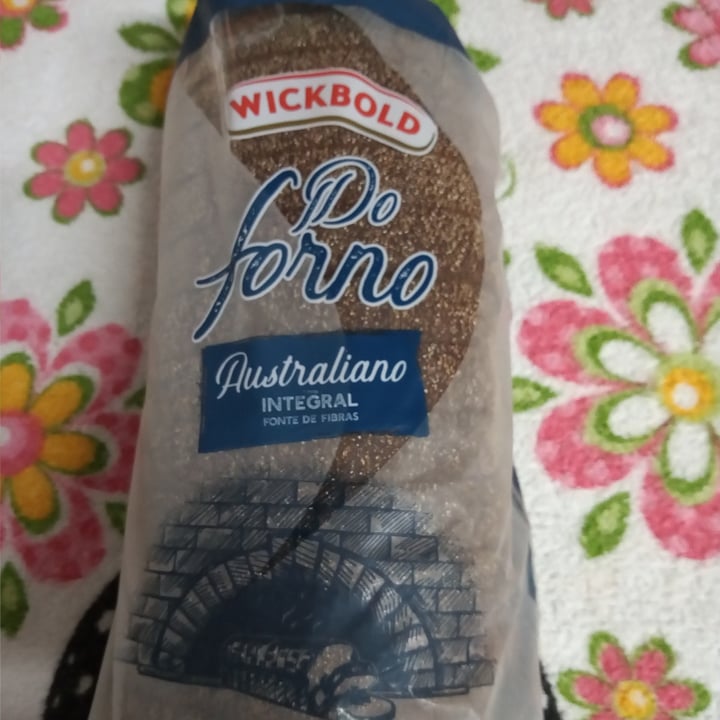 WICKBOLD
Do
forno
Australiano
INTEGRAL
FONTE DE FIBRAS